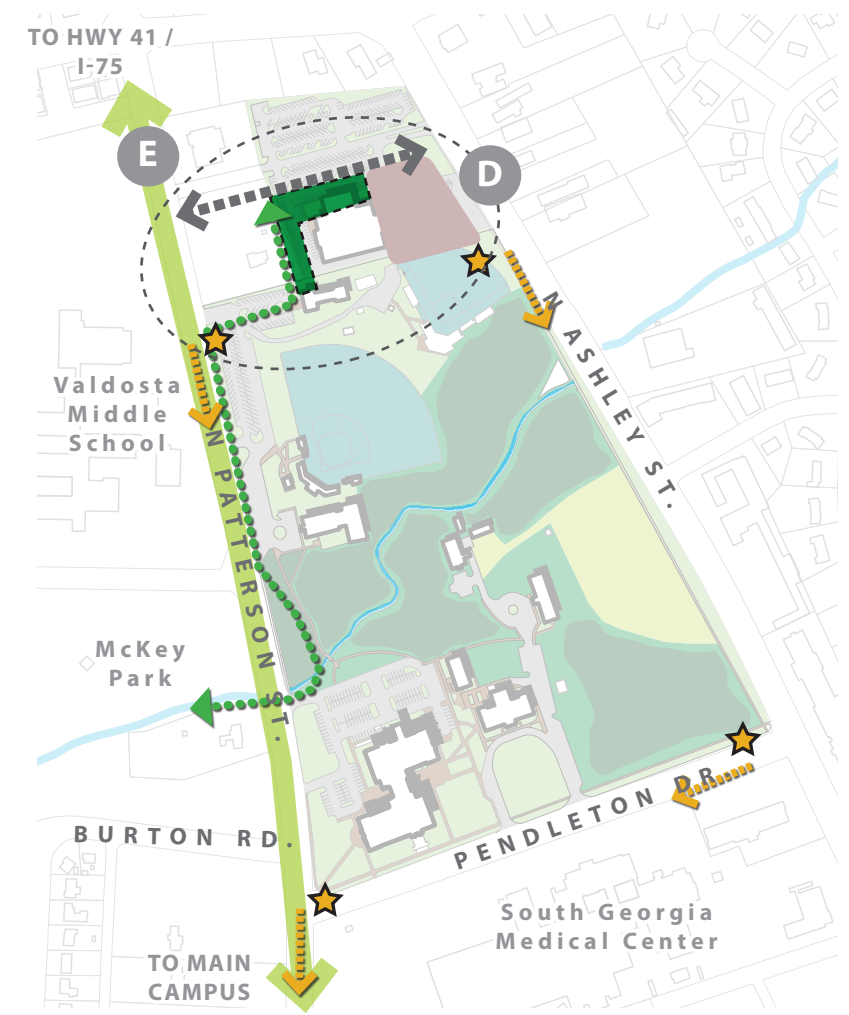 TO HWY 41 /
I-75
E
D
N ASHLEY ST.
Valdosta
Middle
School
N PATTERSON ST.
McKey
Park
PENDLETON DR.
BURTON RD.
South Georgia
Medical Center
TO MAIN
CAMPUS